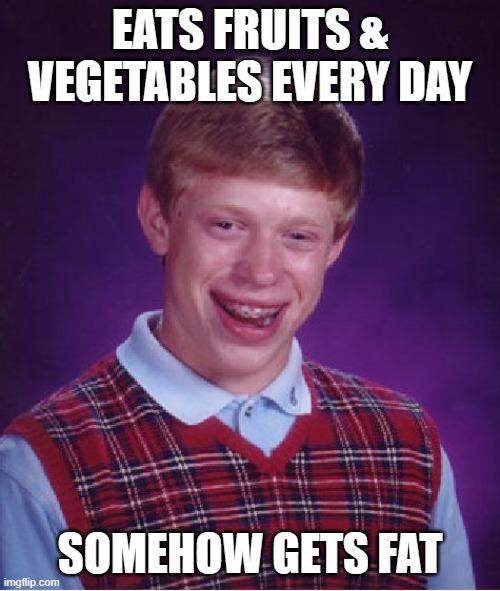 EATS FRUITS &
VEGETABLES EVERY DAY
SOMEHOW GETS FAT
imgflip.com